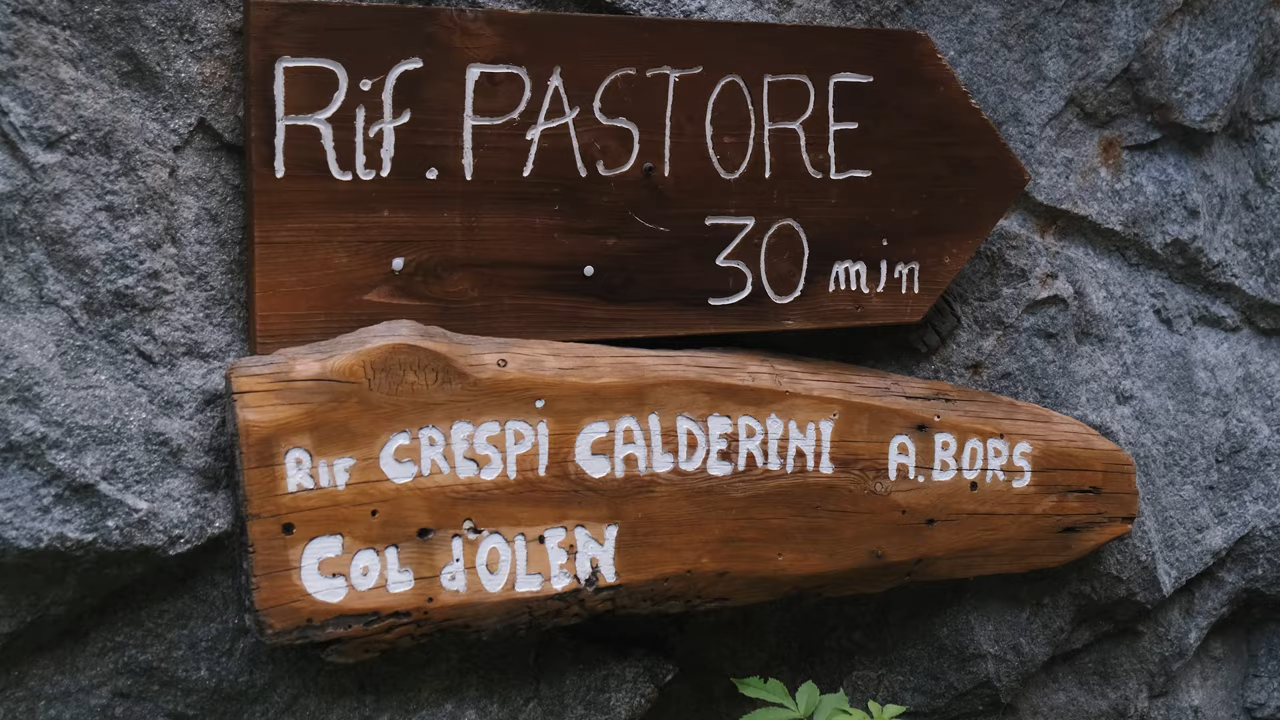 Rif. PASTORE
30 min
Rif CRESPI CALDERINI A. BORS
COL d'OLEN